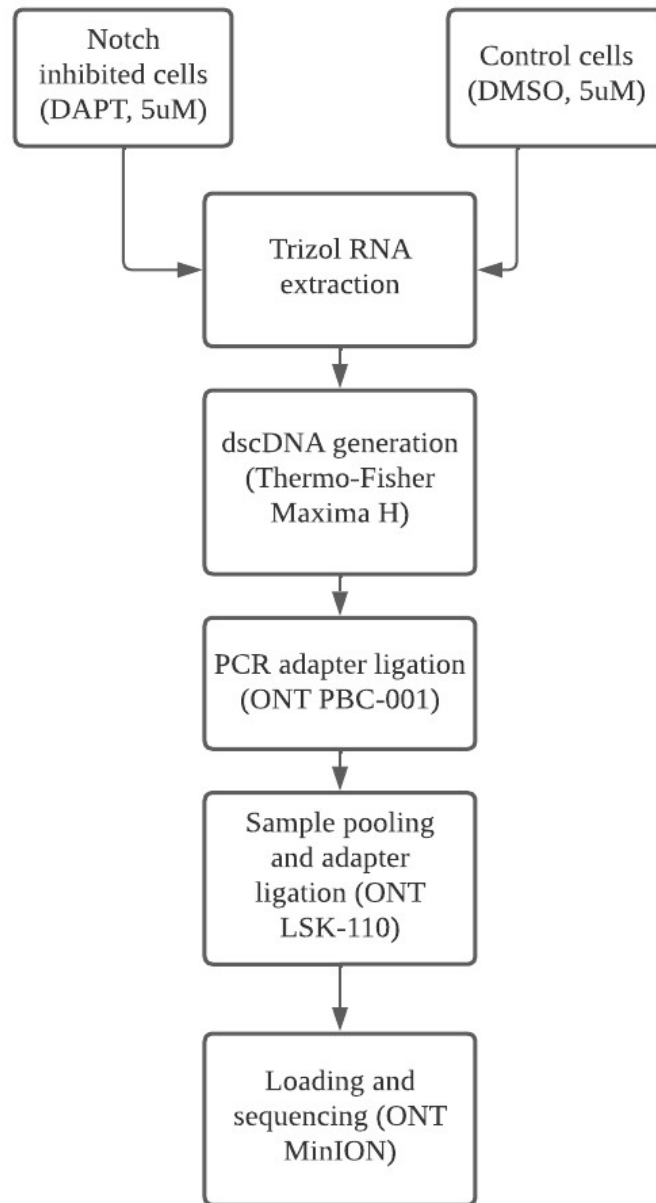 Notch
inhibited cells
(DAPT, 5uM)
Control cells
(DMSO, 5uM)
Trizol RNA
extraction
dscDNA generation
(Thermo-Fisher
Maxima H)
PCR adapter ligation
(ONT PBC-001)
Sample pooling
and adapter
ligation (ONT
LSK-110)
Loading and
sequencing (ONT
MinION)